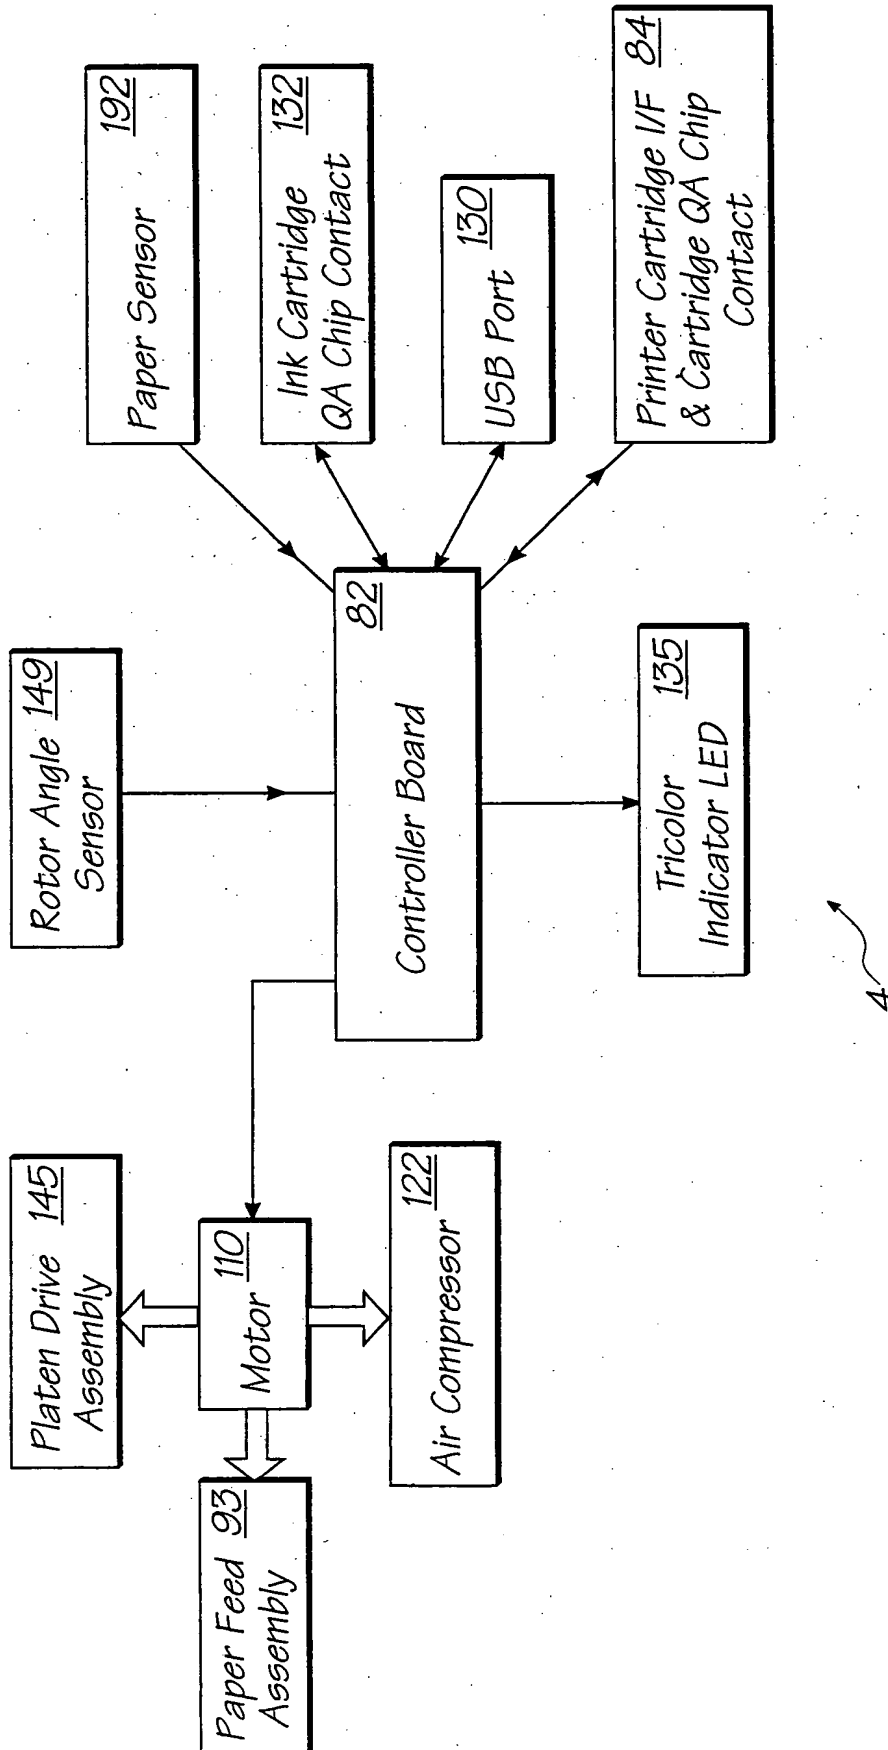 Paper Feed 93
Assembly
Platen Drive 145
Assembly
110
Motor
122
Air Compressor
Rotor Angle 149
Sensor
82
Controller Board
Tricolor 135
Indicator LED
192
Paper Sensor
132
Ink Cartridge
QA Chip Contact
130
USB Port
Printer Cartridge I/F 84
& Cartridge QA Chip
Contact
4